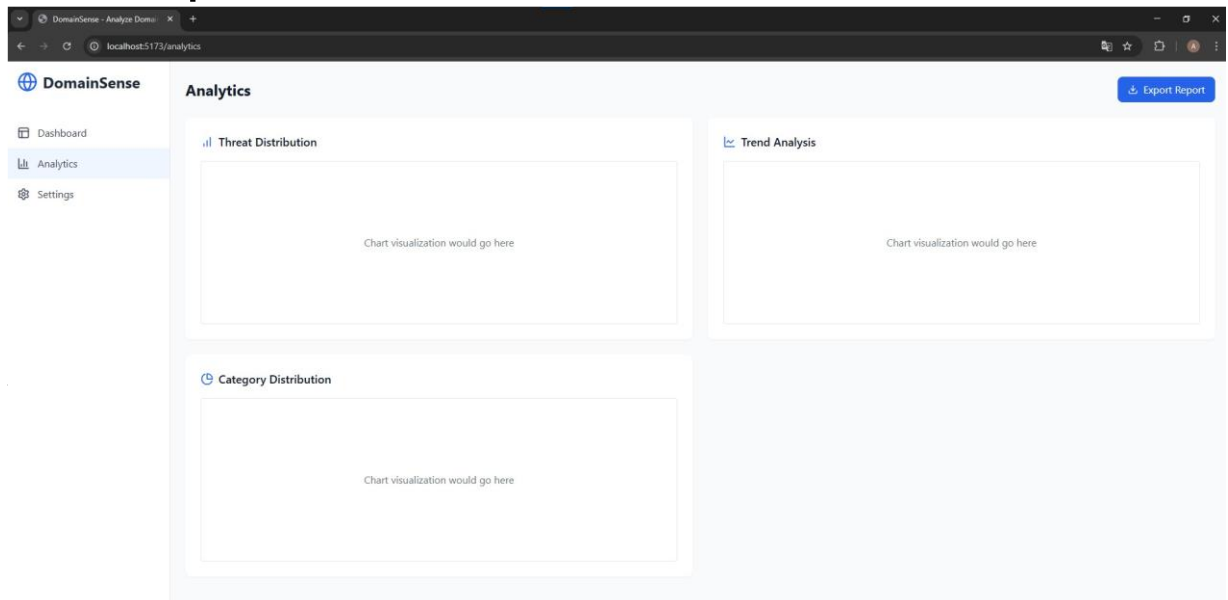 DomainSense - Analyze Domai
localhost:5173/analytics
A
DomainSense
Dashboard
Analytics
Settings
Analytics
Export Report
Threat Distribution
Chart visualization would go here
Trend Analysis
Chart visualization would go here
Category Distribution
Chart visualization would go here